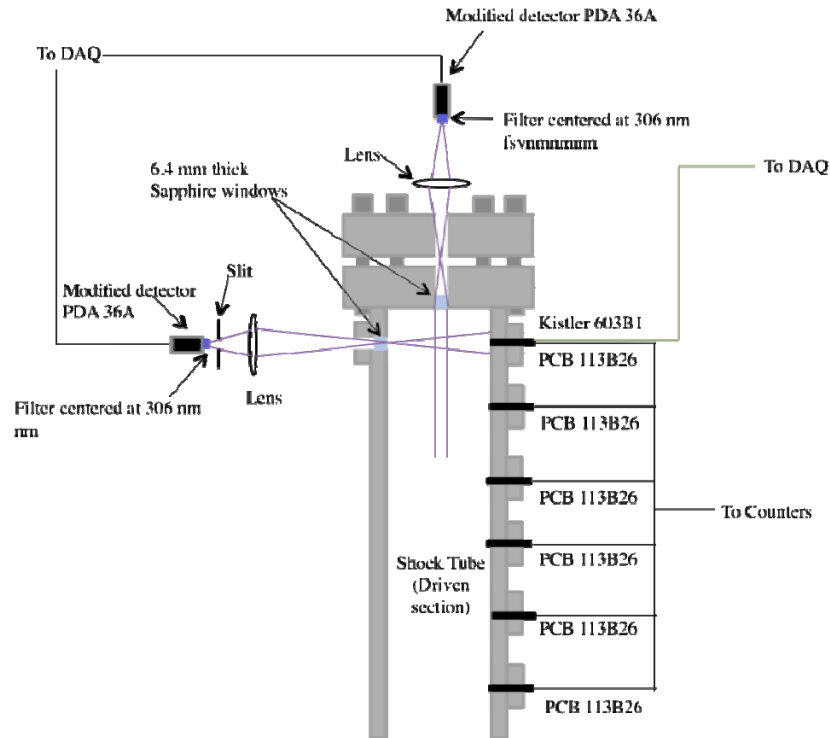 Modified detector PDA 36A
To DAQ
Filter centered at 306 nm
fsvnmnmnm
Lens
To DAQ
6.4 mm thick
Sapphire windows
Slit
Modified detector
PDA 36A
Kistler 603B1
PCB 113B26
Filter centered at 306 nm
nm
Lens
PCB 113B26
PCB 113B26
To Counters
PCB 113B26
Shock Tube
(Driven
section)
PCB 113B26
PCB 113B26